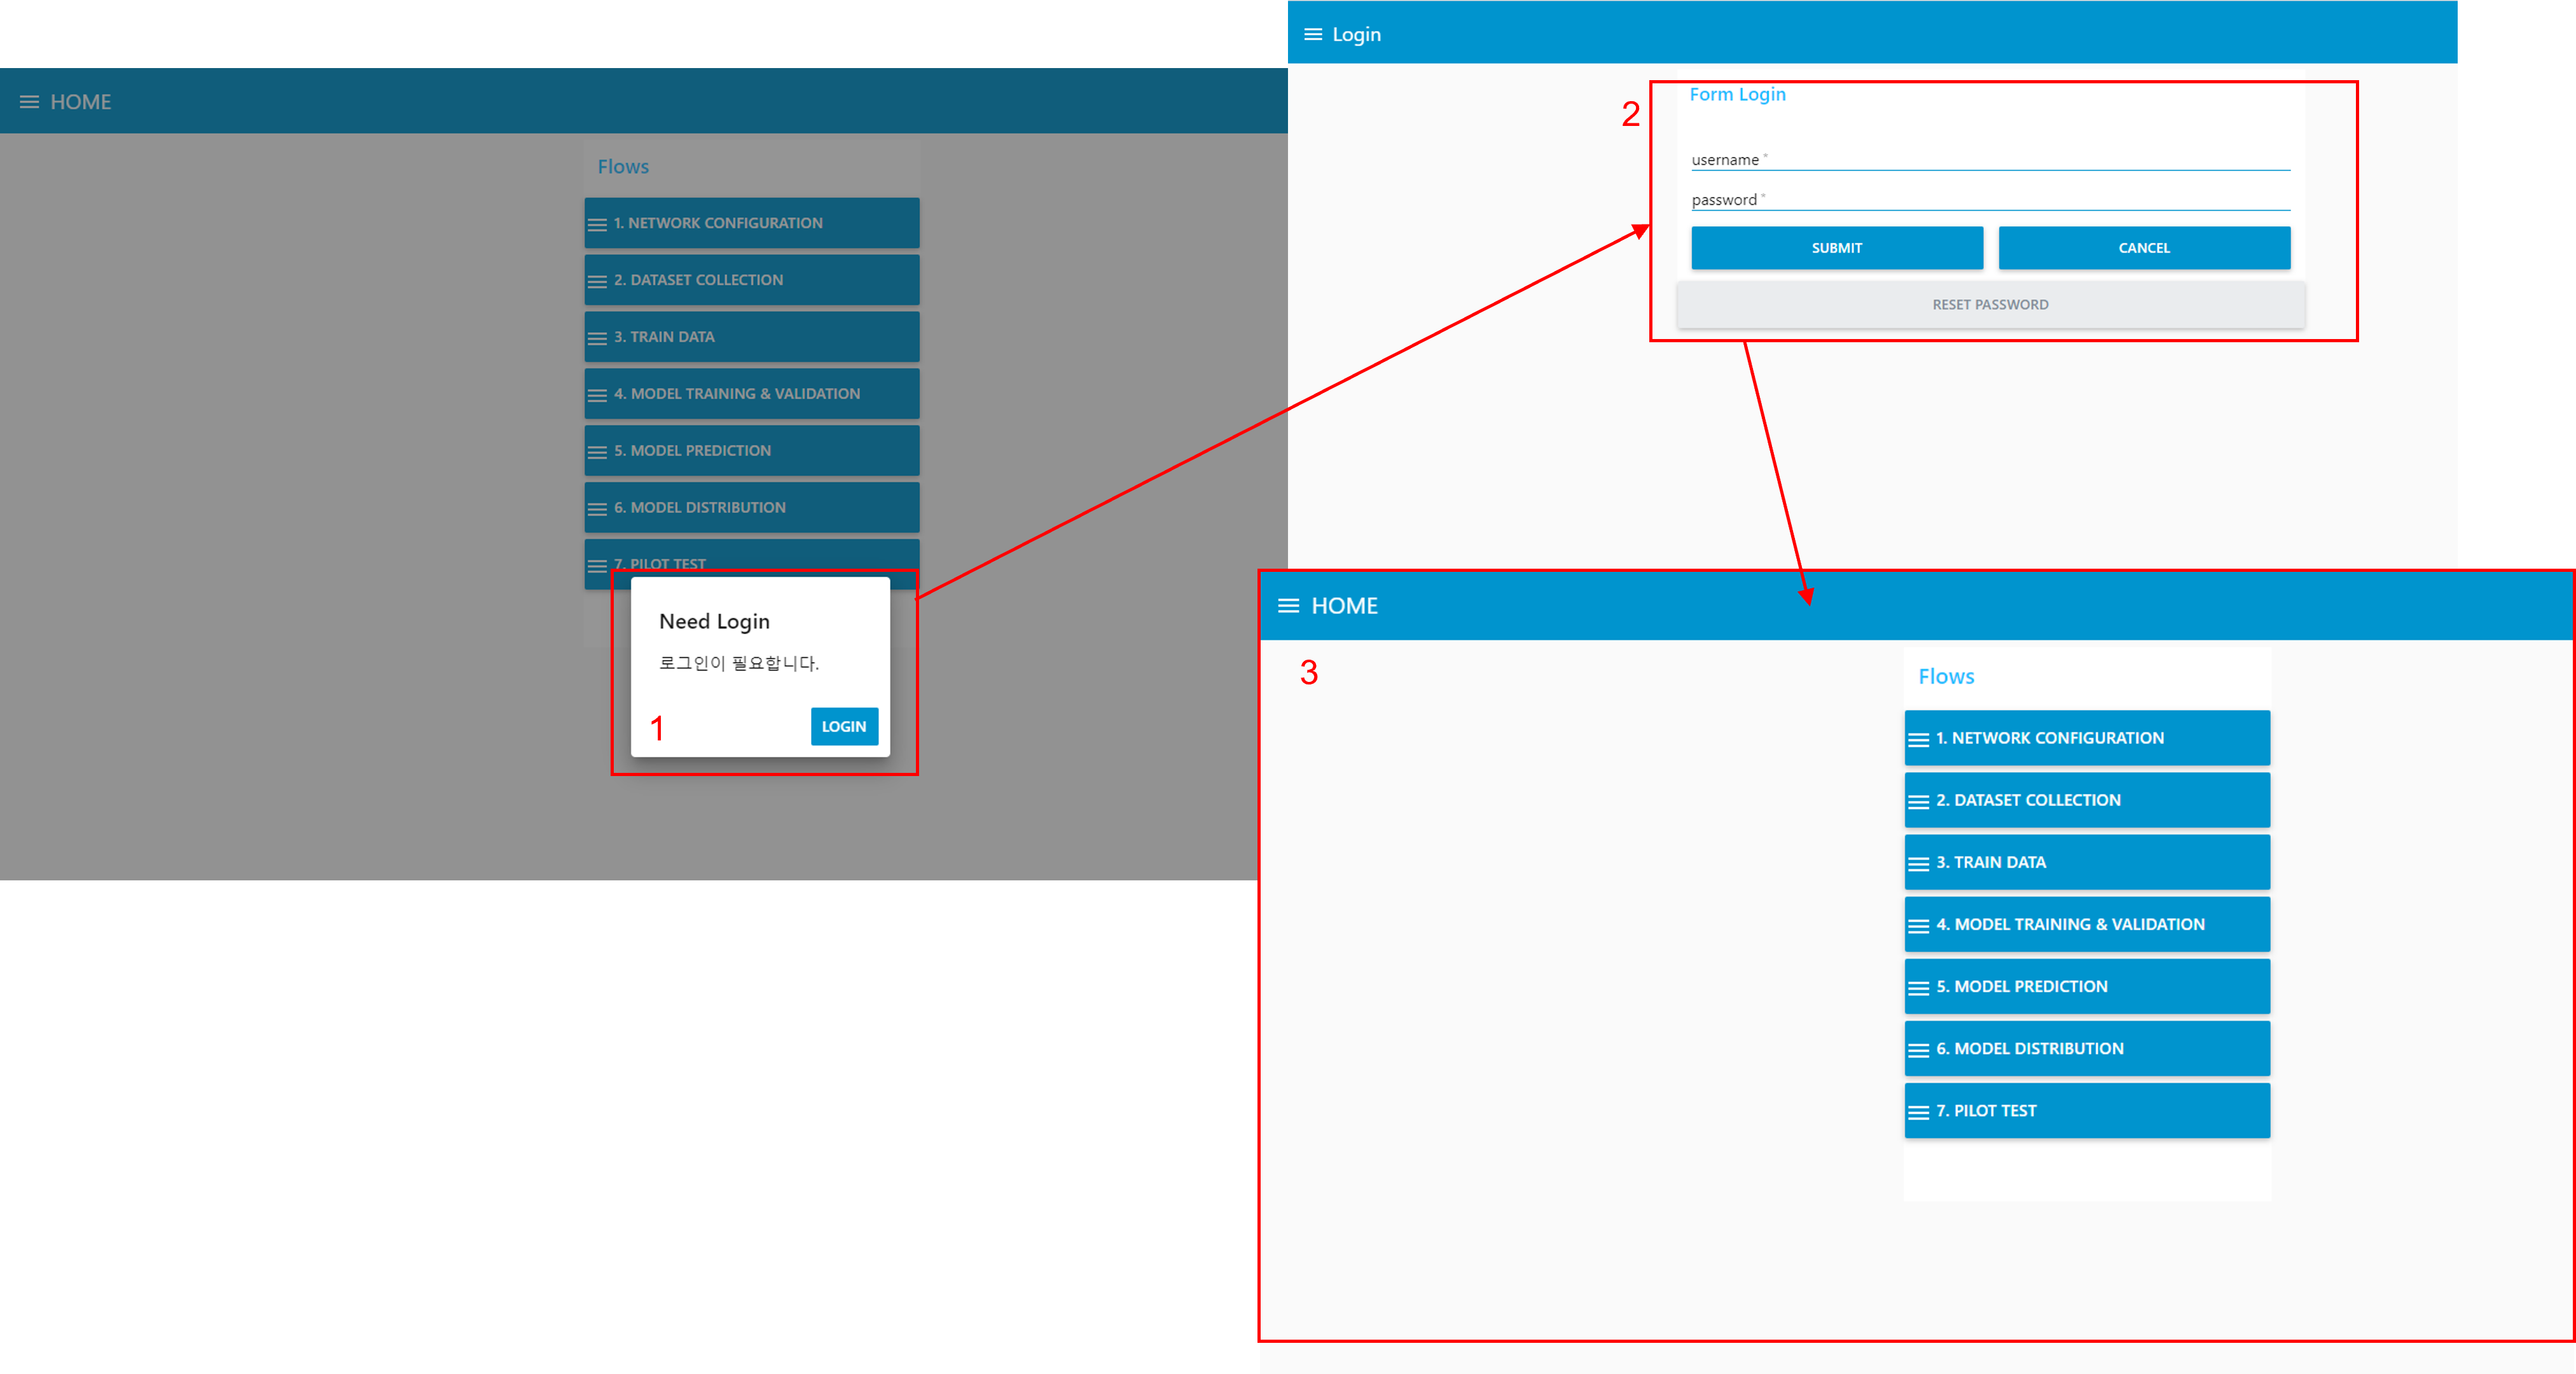 HOME
Flows
1. NETWORK CONFIGURATION
2. DATASET COLLECTION
3. TRAIN DATA
4. MODEL TRAINING & VALIDATION
5. MODEL PREDICTION
6. MODEL DISTRIBUTION
7. PILOT TEST
Need Login
로그인이 필요합니다.
1
LOGIN
Login
2
Form Login
username *
password *
SUBMIT
CANCEL
RESET PASSWORD
HOME
3
Flows
1. NETWORK CONFIGURATION
2. DATASET COLLECTION
3. TRAIN DATA
4. MODEL TRAINING & VALIDATION
5. MODEL PREDICTION
6. MODEL DISTRIBUTION
7. PILOT TEST